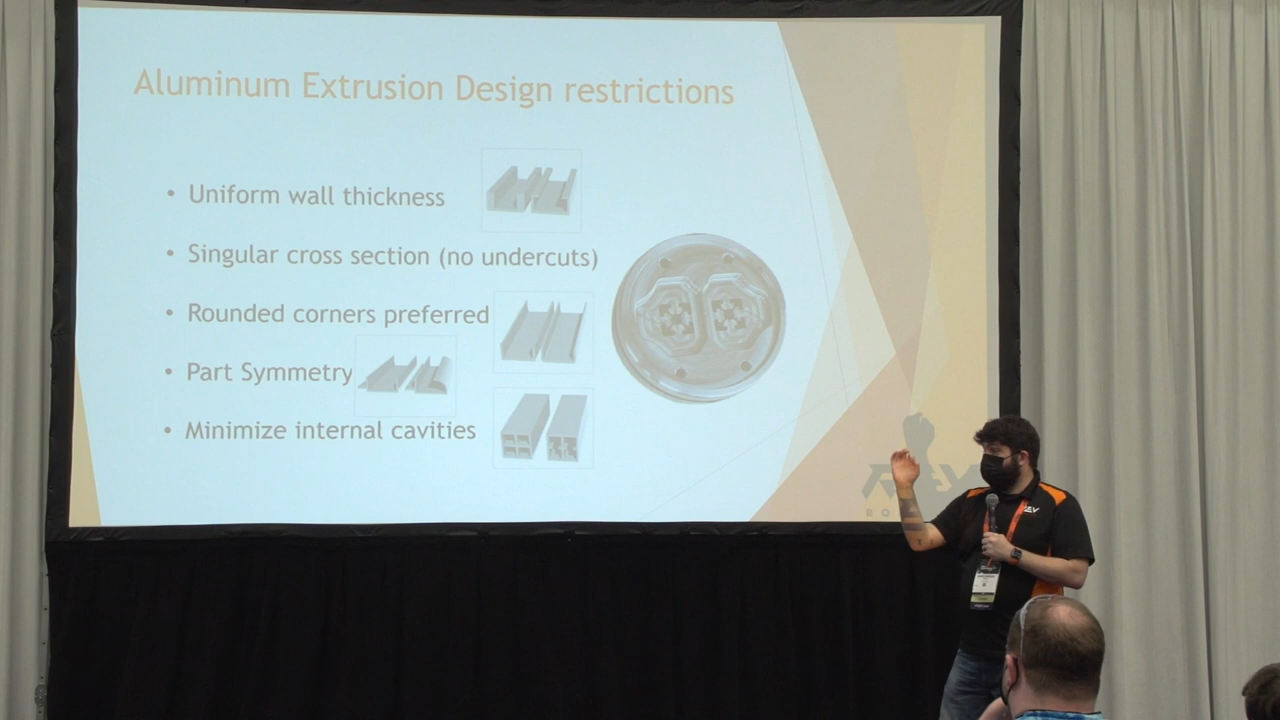 Aluminum Extrusion Design restrictions
• Uniform wall thickness
• Singular cross section (no undercuts)
• Rounded corners preferred
• Part Symmetry
• Minimize internal cavities
REV